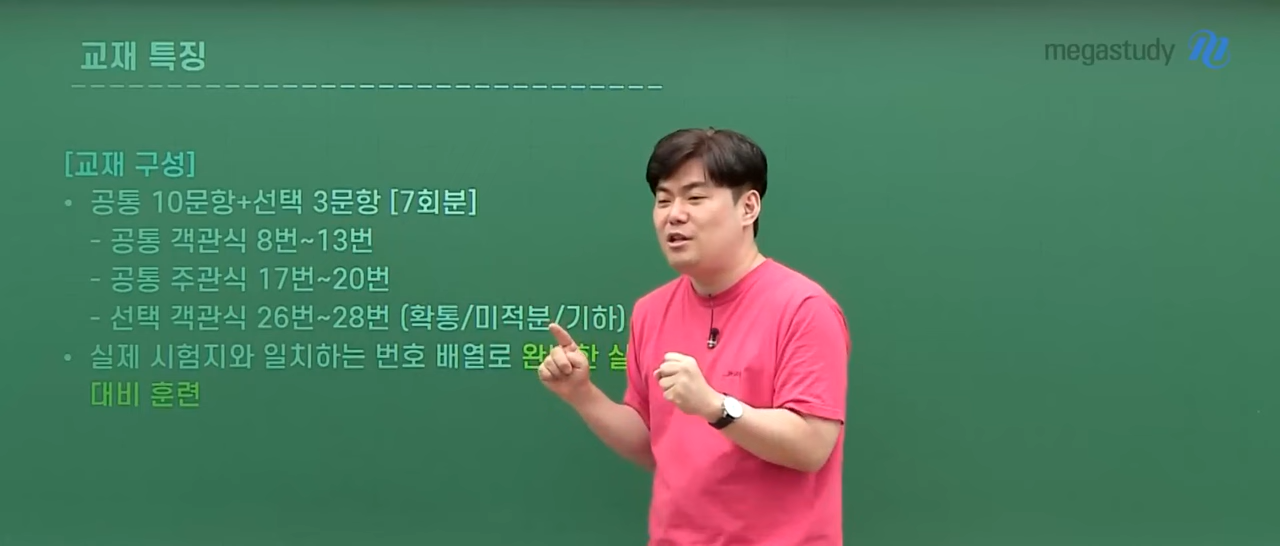 교재 특징
megastudy
[교재 구성]
• 공통 10문항+선택 3문항 [7회분]
- 공통 객관식 8번~13번
- 공통 주관식 17번~20번
- 선택 객관식 26번~28번 (확통/미적분/기하)
• 실제 시험지와 일치하는 번호 배열로
대비 훈련